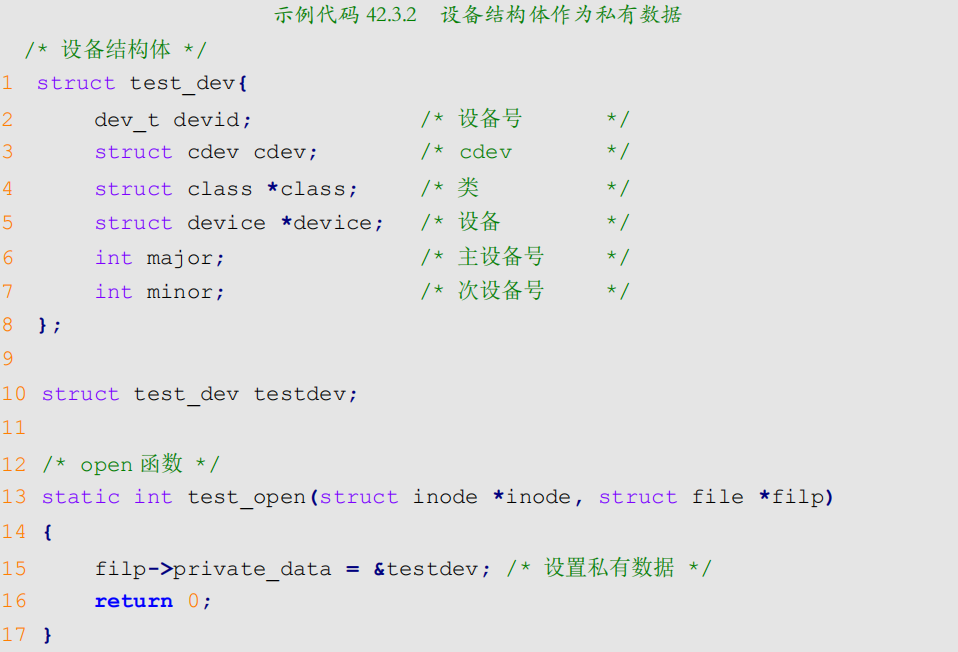 示例代码 42.3.2 设备结构体作为私有数据
/* 设备结构体 */
1 struct test_dev{
2 dev_t devid; /* 设备号 */
3 struct cdev cdev; /* cdev */
4 struct class *class; /* 类 */
5 struct device *device; /* 设备 */
6 int major; /* 主设备号 */
7 int minor; /* 次设备号 */
8 };
9
10 struct test_dev testdev;
11
12 /* open 函数 */
13 static int test_open(struct inode *inode, struct file *filp)
14 {
15 filp->private_data = &testdev; /* 设置私有数据 */
16 return 0;
17 }